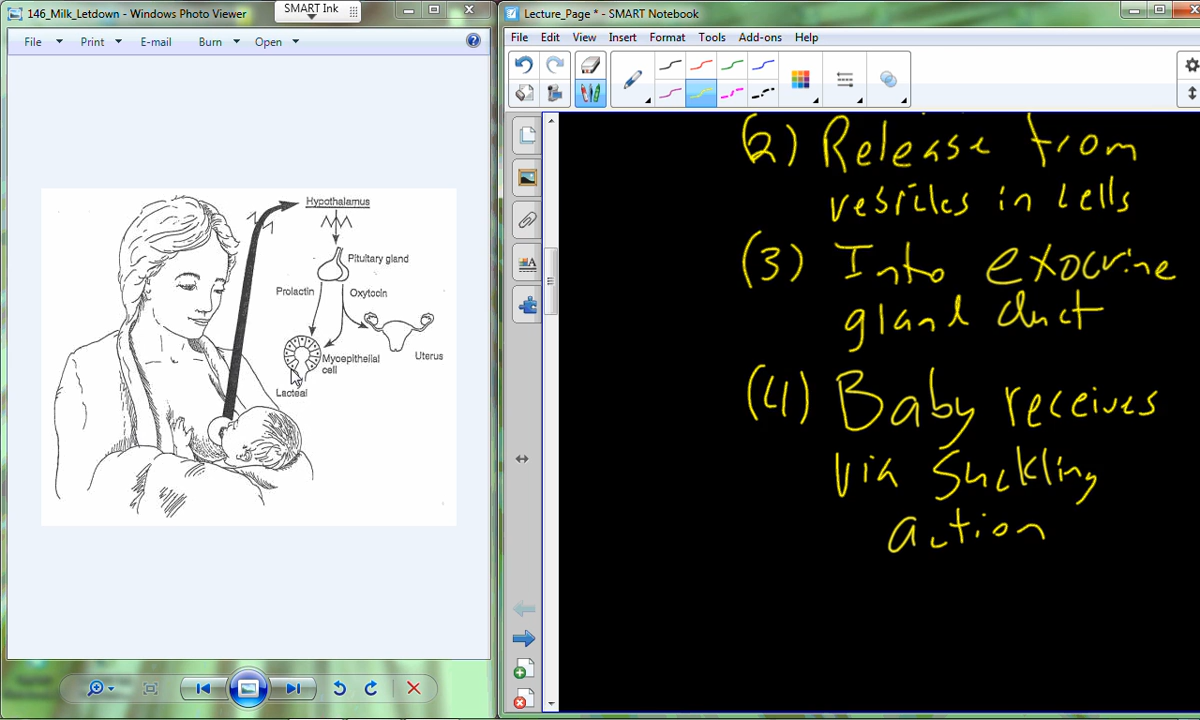 146_Milk_Letdown - Windows Photo Viewer
SMART Ink
File Print E-mail Burn Open
Hypothalamus
Pituitary gland
Prolactin Oxytocin
Uterus
Myoepithelial
cell
Lacteal
Lecture_Page * - SMART Notebook
File Edit View Insert Format Tools Add-ons Help
(2) Release from
vesicles in cells
(3) Into exocrine
gland duct
(4) Baby receives
via suckling
action